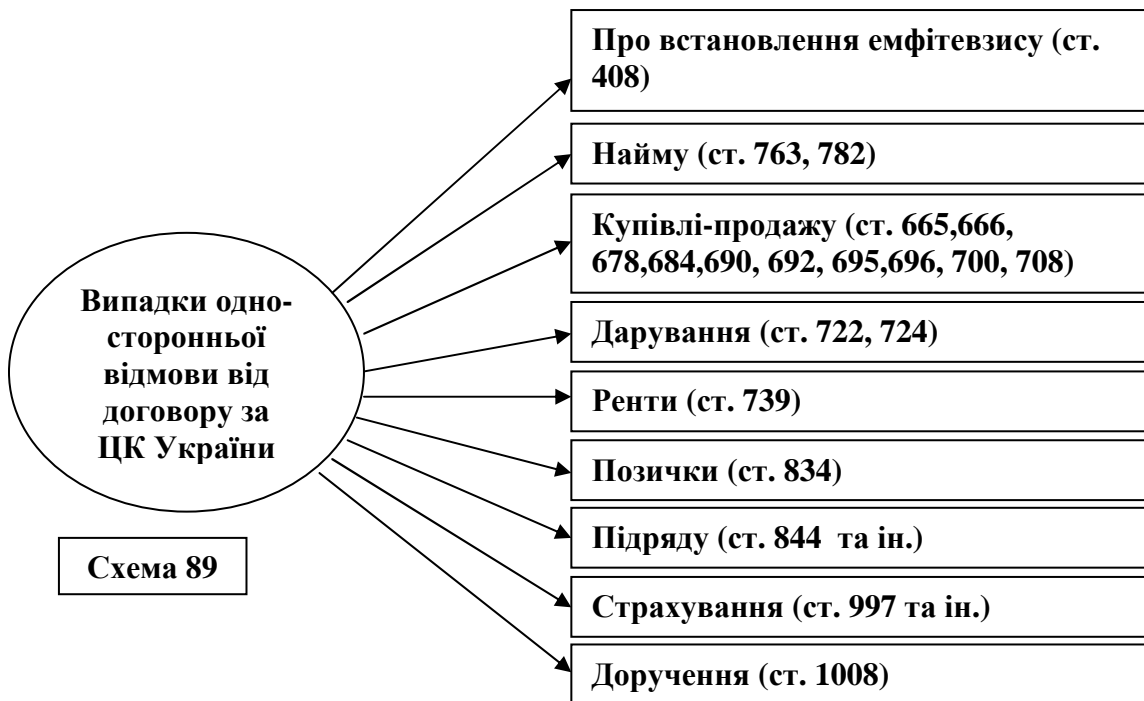 Випадки одно-
сторонньої
відмови від
договору за
ЦК України
Схема 89
Про встановлення емфітевзису (ст.
408)
Найму (ст. 763, 782)
Купівлі-продажу (ст. 665,666,
678,684,690, 692, 695,696, 700, 708)
Дарування (ст. 722, 724)
Ренти (ст. 739)
Позички (ст. 834)
Підряду (ст. 844 та ін.)
Страхування (ст. 997 та ін.)
Доручення (ст. 1008)